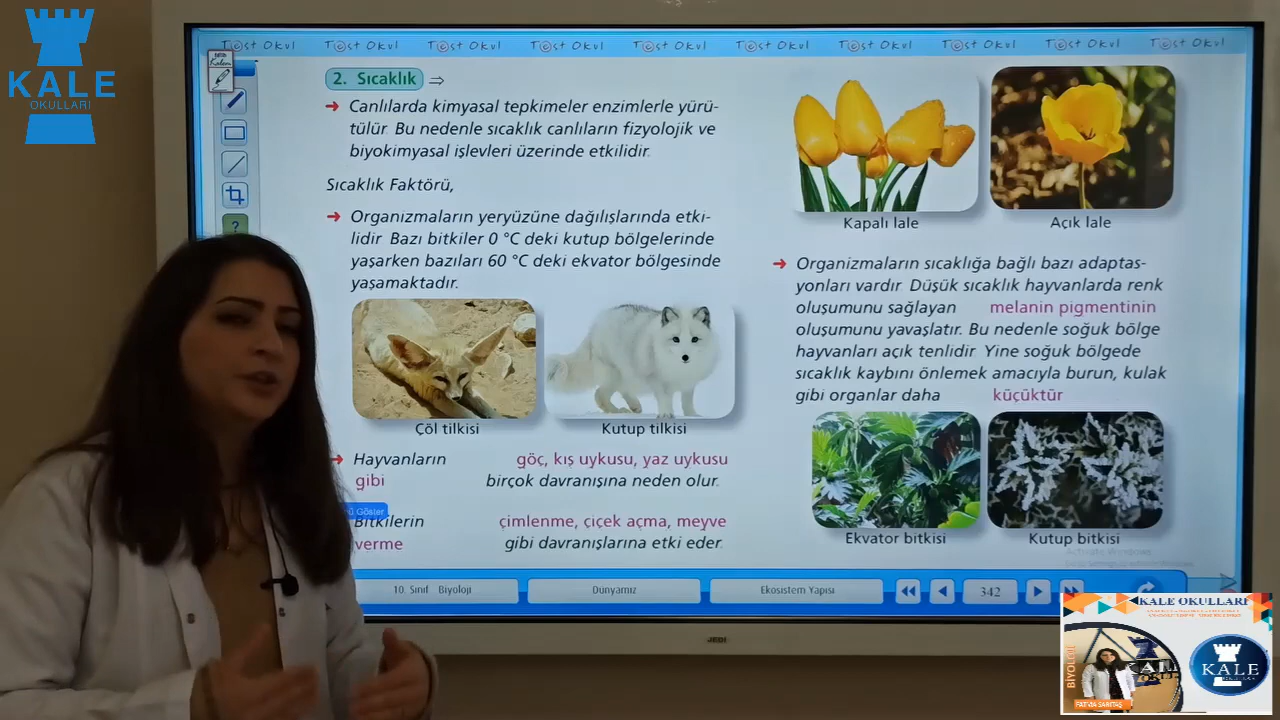 KALE
OKULLARI
Test Okul Test Okul Test Okul Test Okul Test Okul Test Okul Test Okul Test Okul Test Okul Test Okul
Kalem
?
2. Sıcaklık ⇒
Canlılarda kimyasal tepkimeler enzimlerle yürü-
tülür. Bu nedenle sıcaklık canlıların fizyolojik ve
biyokimyasal işlevleri üzerinde etkilidir.
Sıcaklık Faktörü,
Organizmaların yeryüzüne dağılışlarında etki-
lidir. Bazı bitkiler 0 °C deki kutup bölgelerinde
yaşarken bazıları 60 °C deki ekvator bölgesinde
yaşamaktadır.
Çöl tilkisi
Kutup tilkisi
Hayvanların göç, kış uykusu, yaz uykusu
gibi birçok davranışına neden olur.
Göster
Bitkilerin çimlenme, çiçek açma, meyve
verme gibi davranışlarına etki eder.
Kapalı lale
Açık lale
Organizmaların sıcaklığa bağlı bazı adaptas-
yonları vardır. Düşük sıcaklık hayvanlarda renk
oluşumunu sağlayan melanin pigmentinin
oluşumunu yavaşlatır. Bu nedenle soğuk bölge
hayvanları açık tenlidir. Yine soğuk bölgede
sıcaklık kaybını önlemek amacıyla burun, kulak
gibi organlar daha küçüktür
Ekvator bitkisi
Kutup bitkisi
10. Sınıf Biyoloji
Dünyamız
Ekosistem Yapısı
342
KALE OKULLARI
BİYOLOJİ
KALE